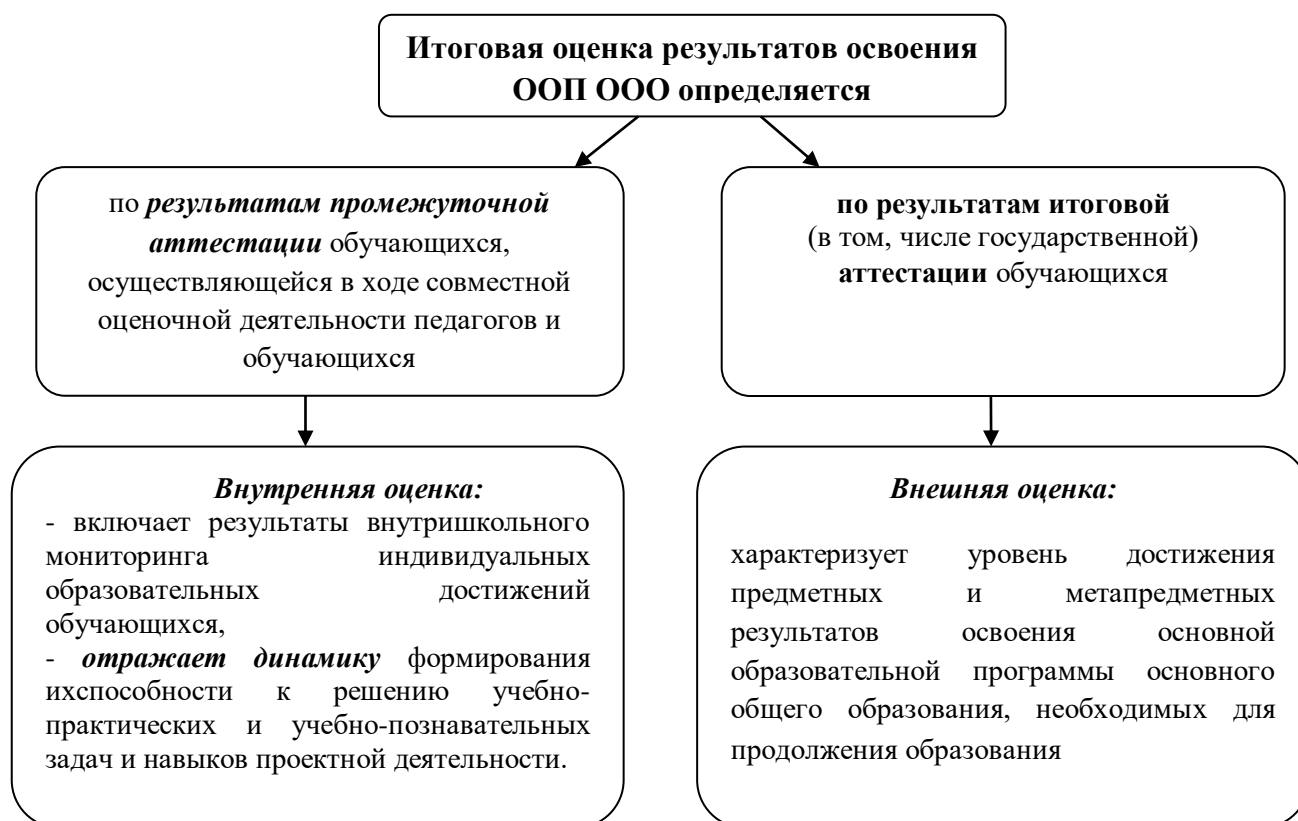 Итоговая оценка результатов освоения
ООП ООО определяется
по результатам промежуточной
аттестации обучающихся,
осуществляющейся в ходе совместной
оценочной деятельности педагогов и
обучающихся
по результатам итоговой
(в том, числе государственной)
аттестации обучающихся
Внутренняя оценка:
- включает результаты внутришкольного
мониторинга индивидуальных
образовательных достижений
обучающихся,
- отражает динамику формирования
ихспособности к решению учебно-
практических и учебно-познавательных
задач и навыков проектной деятельности.
Внешняя оценка:
характеризует уровень достижения
предметных и метапредметных
результатов освоения основной
образовательной программы основного
общего образования, необходимых для
продолжения образования